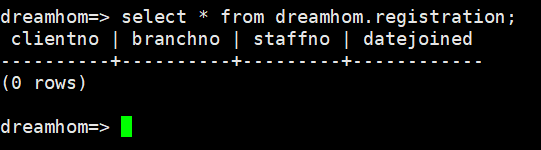 dreamhom=> select * from dreamhom.registration;
 clientno | branchno | staffno | datejoined
----------+----------+---------+------------
(0 rows)

dreamhom=>